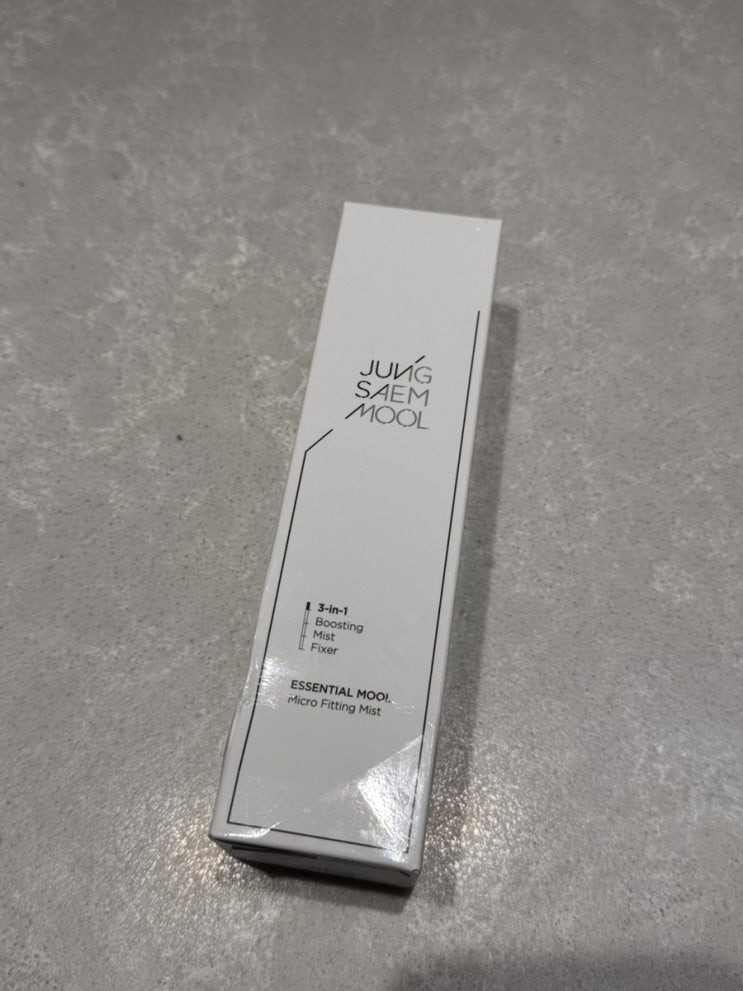 JUNG
SAEM
MOOL
3-in-1
Boosting
Mist
Fixer
ESSENTIAL MOOL
Micro Fitting Mist